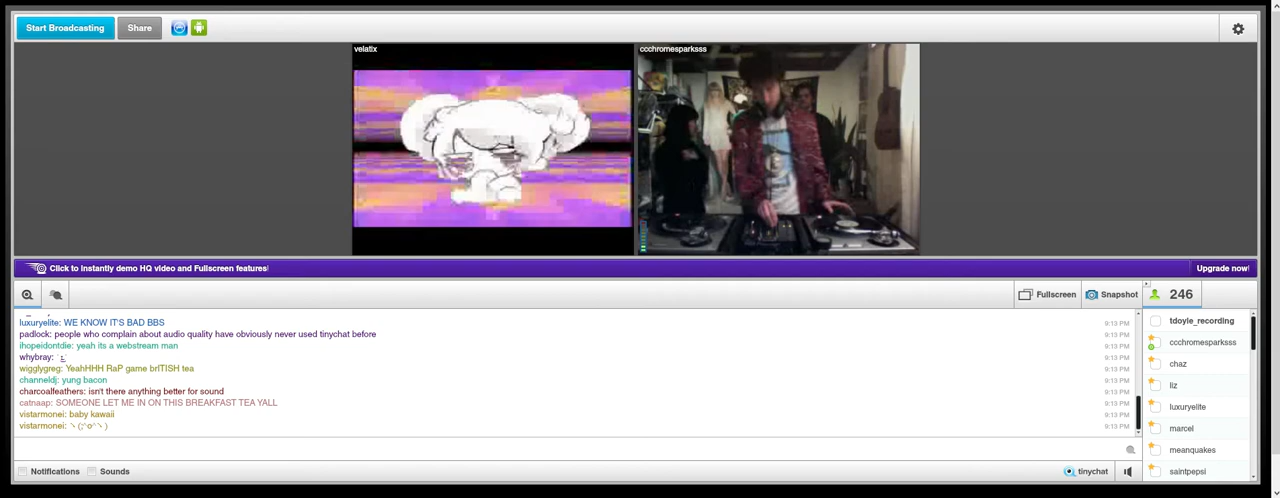 Start Broadcasting Share
velatix ccchromesparksss
Click to instantly demo HQ video and Fullscreen features!
Upgrade now!
Fullscreen Snapshot 246
luxuryelite: WE KNOW IT'S BAD BBS 9:13 PM
padlock: people who complain about audio quality have obviously never used tinychat before 9:13 PM
ihopeidontdie: yeah its a webstream man 9:13 PM
whybray: 9:13 PM
wigglygreg: YeahHHH RaP game brITISH tea 9:13 PM
channeldj: yung bacon 9:13 PM
charcoalfeathers: isn't there anything better for sound 9:13 PM
catnaap: SOMEONE LET ME IN ON THIS BREAKFAST TEA YALL 9:13 PM
vistarmonei: baby kawaii 9:13 PM
vistarmonei: ヽ(;^o^ヽ) 9:13 PM
tdoyle_recording
ccchromesparksss
chaz
liz
luxuryelite
marcel
meanquakes
saintpepsi
Notifications Sounds
tinychat